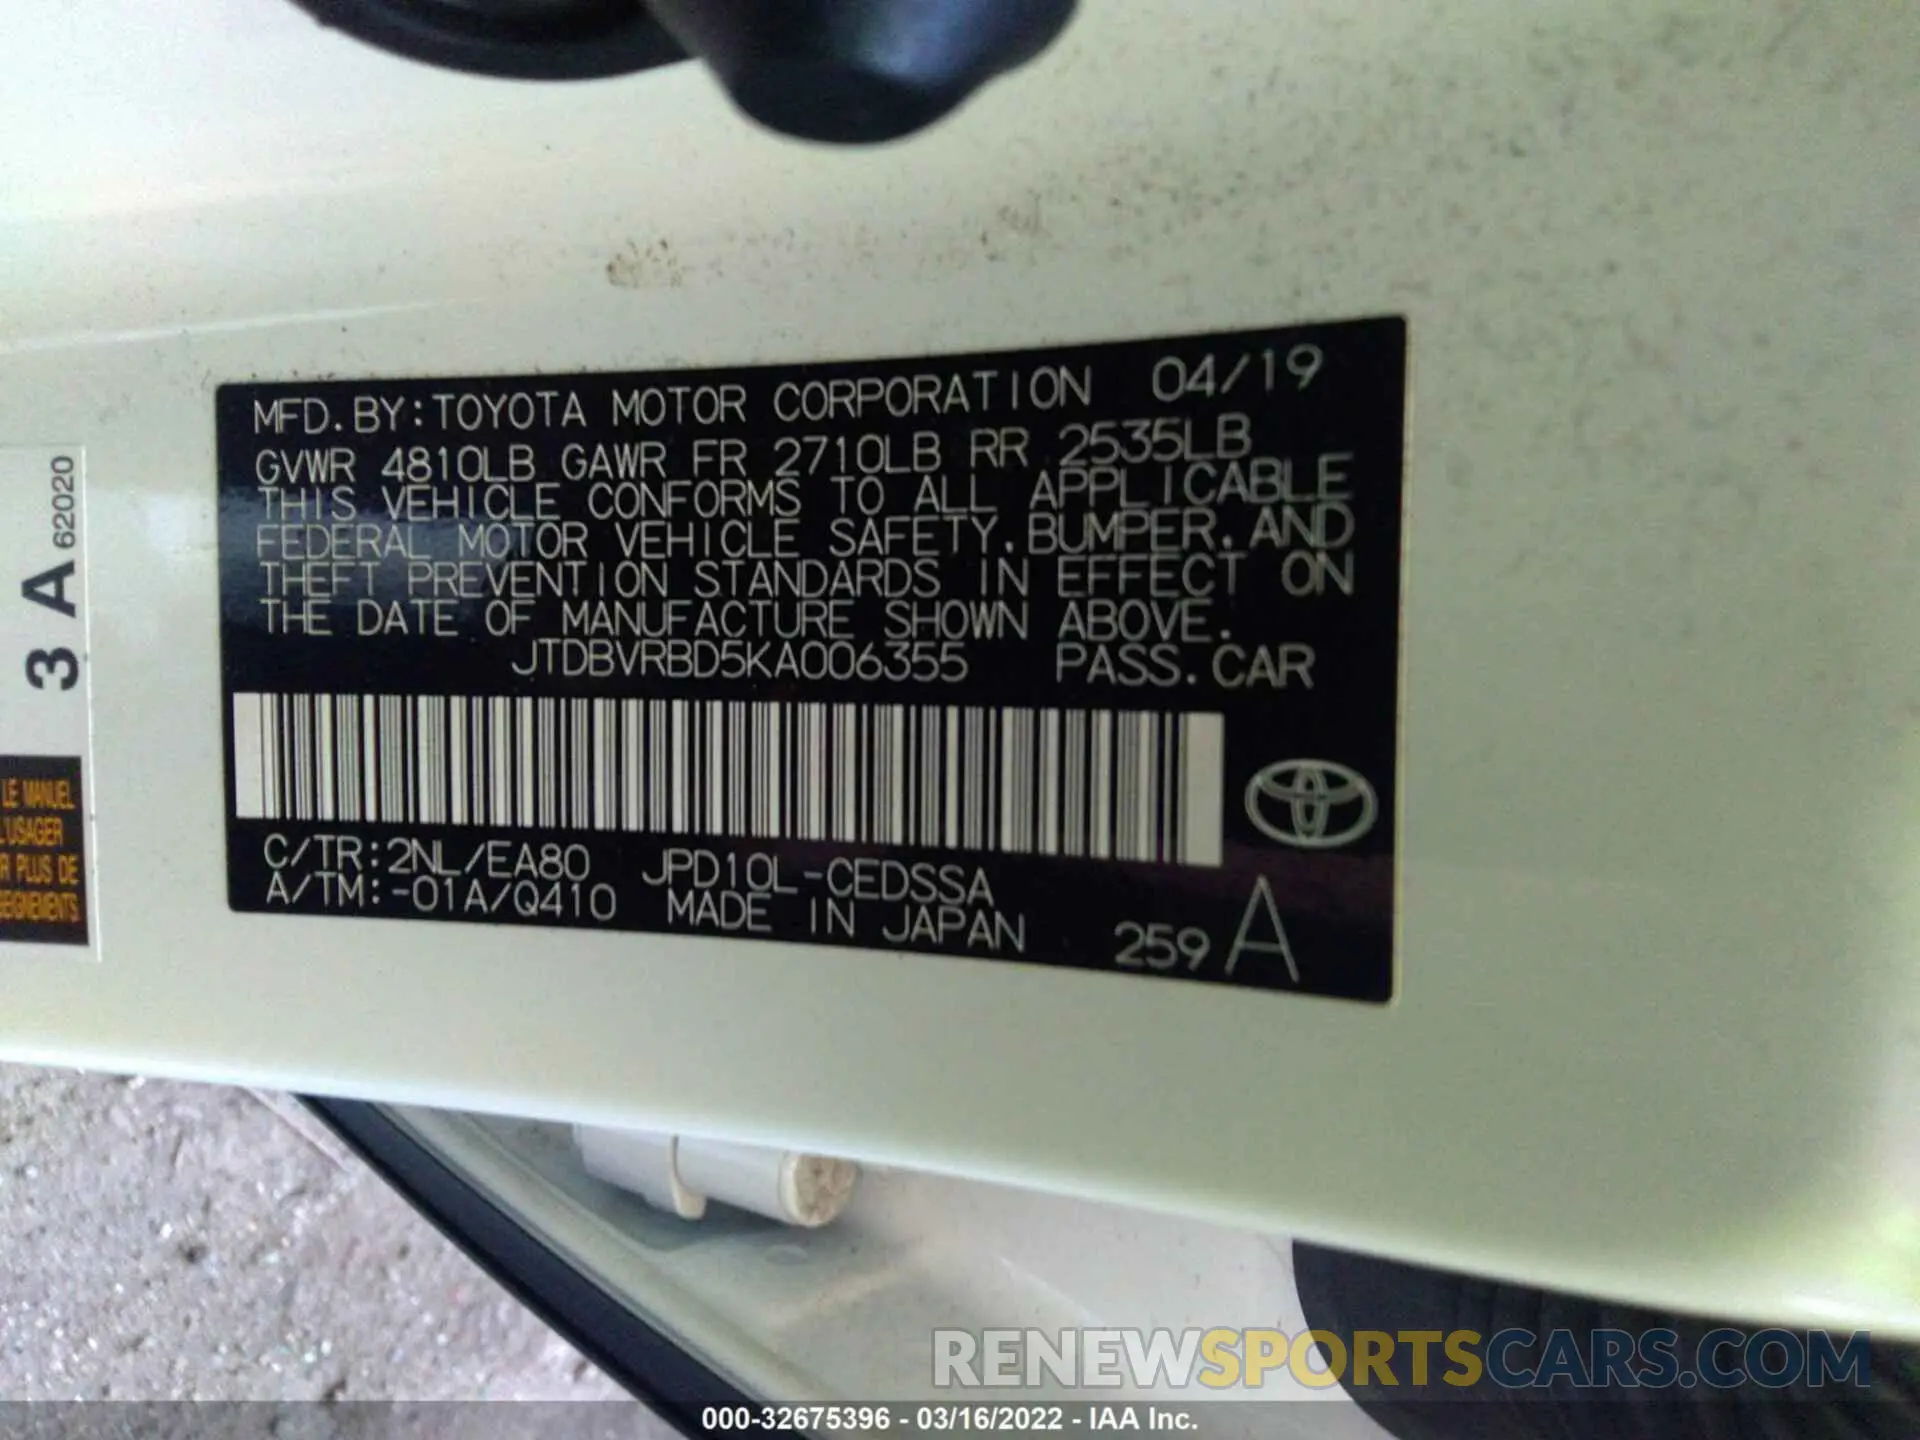 MFD.BY:TOYOTA MOTOR CORPORATION 04/19
GVWR 4810LB GAWR FR 2710LB RR 2535LB
THIS VEHICLE CONFORMS TO ALL APPLICABLE
FEDERAL MOTOR VEHICLE SAFETY.BUMPER.AND
THEFT PREVENTION STANDARDS IN EFFECT ON
THE DATE OF MANUFACTURE SHOWN ABOVE.
JTDBVRBD5KA006355 PASS.CAR
C/TR:2NL/EA80 JPD10L-CEDSSA
A/TM:-01A/Q410 MADE IN JAPAN 259 A
3 A 62020
LE MANUEL
L'USAGER
R PLUS DE
SEIGNEMENTS
RENEWSPORTSCARS.COM
000-32675396 - 03/16/2022 - IAA Inc.